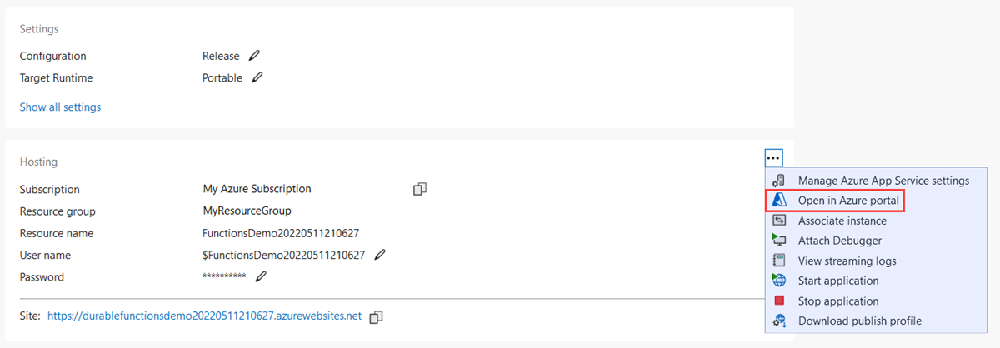 Settings
Configuration Release
Target Runtime Portable
Show all settings
Hosting
Subscription My Azure Subscription
Resource group MyResourceGroup
Resource name FunctionsDemo20220511210627
User name $FunctionsDemo20220511210627
Password **********
Site: https://durablefunctionsdemo20220511210627.azurewebsites.net
Manage Azure App Service settings
Open in Azure portal
Associate instance
Attach Debugger
View streaming logs
Start application
Stop application
Download publish profile